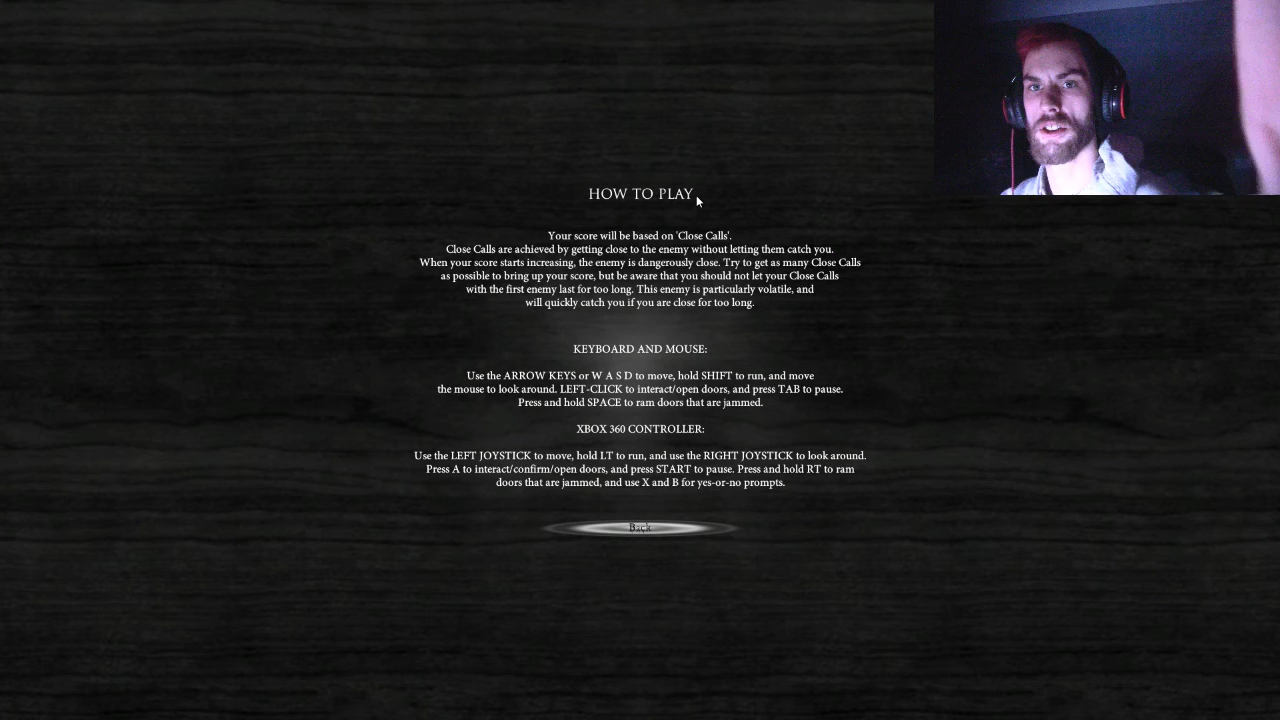 HOW TO PLAY
Your score will be based on 'Close Calls'.
Close Calls are achieved by getting close to the enemy without letting them catch you.
When your score starts increasing, the enemy is dangerously close. Try to get as many Close Calls
as possible to bring up your score, but be aware that you should not let your Close Calls
with the first enemy last for too long. This enemy is particularly volatile, and
will quickly catch you if you are close for too long.
KEYBOARD AND MOUSE:
Use the ARROW KEYS or W A S D to move, hold SHIFT to run, and move
the mouse to look around. LEFT-CLICK to interact/open doors, and press TAB to pause.
Press and hold SPACE to ram doors that are jammed.
XBOX 360 CONTROLLER:
Use the LEFT JOYSTICK to move, hold LT to run, and use the RIGHT JOYSTICK to look around.
Press A to interact/confirm/open doors, and press START to pause. Press and hold RT to ram
doors that are jammed, and use X and B for yes-or-no prompts.
Back